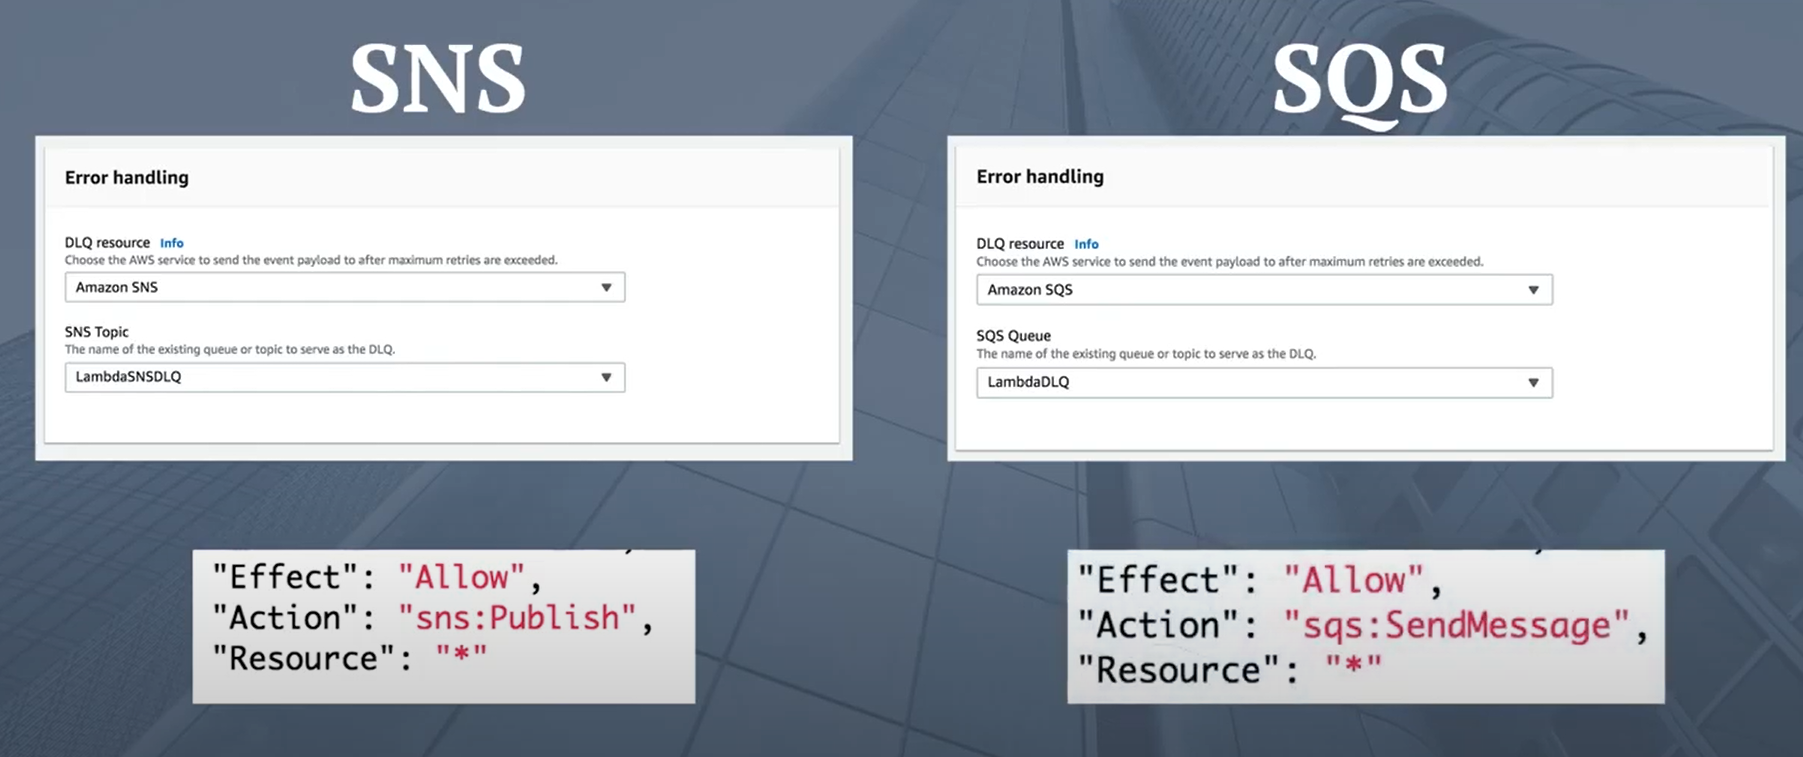 SNS
Error handling
DLQ resource Info
Choose the AWS service to send the event payload to after maximum retries are exceeded.
Amazon SNS
SNS Topic
The name of the existing queue or topic to serve as the DLQ.
LambdaSNSDLQ
"Effect": "Allow",
"Action": "sns:Publish",
"Resource": "*"
SQS
Error handling
DLQ resource Info
Choose the AWS service to send the event payload to after maximum retries are exceeded.
Amazon SQS
SQS Queue
The name of the existing queue or topic to serve as the DLQ.
LambdaDLQ
"Effect": "Allow",
"Action": "sqs:SendMessage",
"Resource": "*"